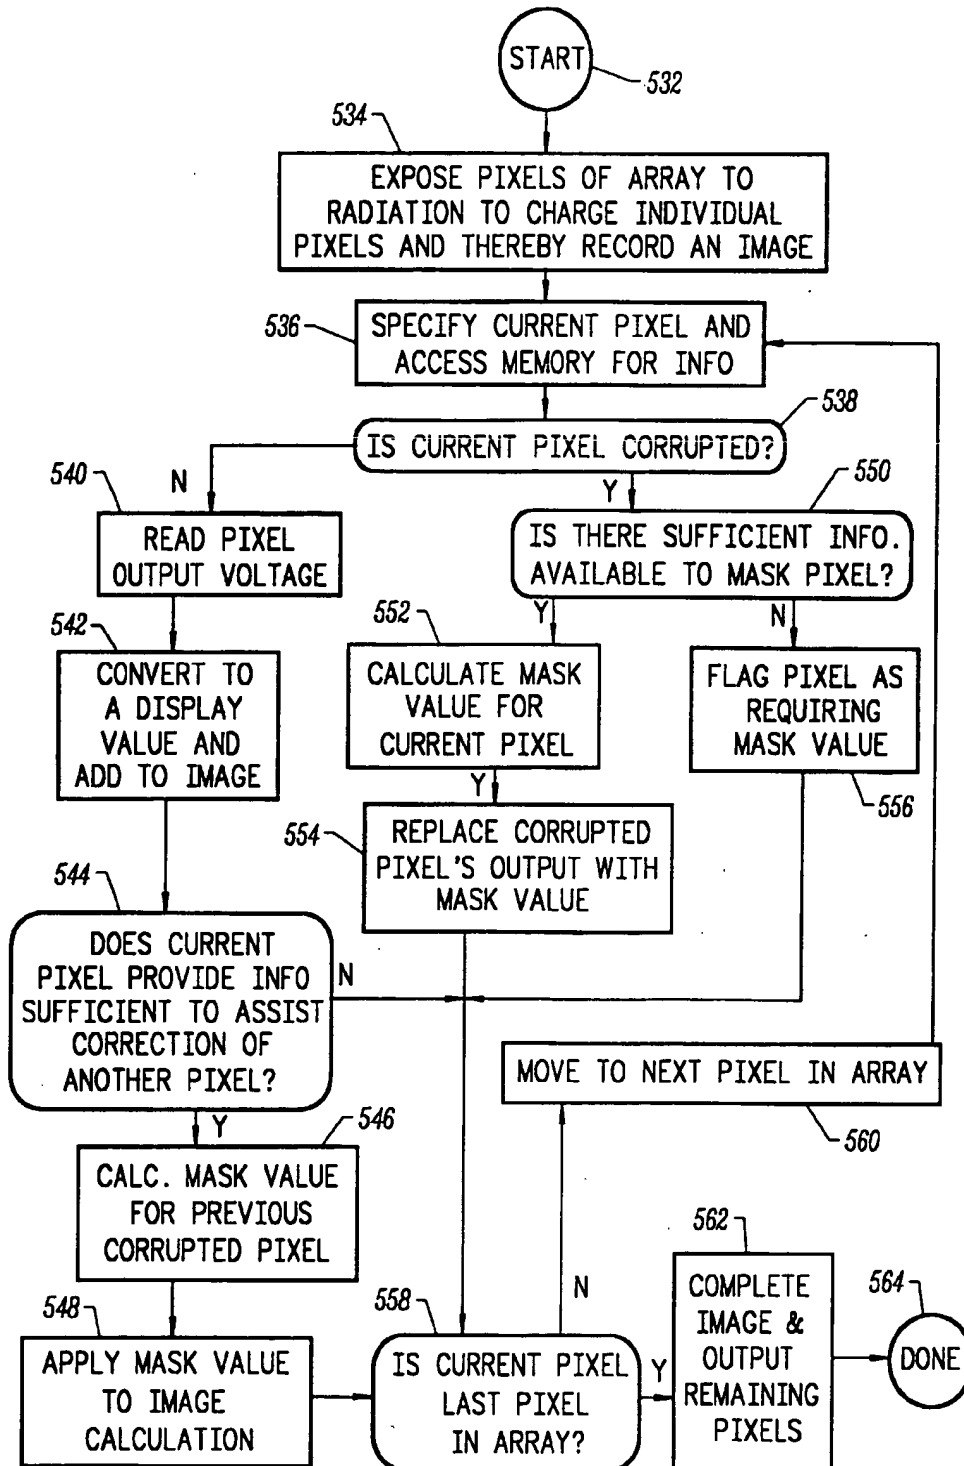 START
532
534
EXPOSE PIXELS OF ARRAY TO
RADIATION TO CHARGE INDIVIDUAL
PIXELS AND THEREBY RECORD AN IMAGE
536
SPECIFY CURRENT PIXEL AND
ACCESS MEMORY FOR INFO
538
IS CURRENT PIXEL CORRUPTED?
N
Y
540
READ PIXEL
OUTPUT VOLTAGE
550
IS THERE SUFFICIENT INFO.
AVAILABLE TO MASK PIXEL?
Y
N
542
CONVERT TO
A DISPLAY
VALUE AND
ADD TO IMAGE
552
CALCULATE MASK
VALUE FOR
CURRENT PIXEL
Y
FLAG PIXEL AS
REQUIRING
MASK VALUE
556
554
REPLACE CORRUPTED
PIXEL'S OUTPUT WITH
MASK VALUE
544
DOES CURRENT
PIXEL PROVIDE INFO
SUFFICIENT TO ASSIST
CORRECTION OF
ANOTHER PIXEL?
N
Y
MOVE TO NEXT PIXEL IN ARRAY
560
546
CALC. MASK VALUE
FOR PREVIOUS
CORRUPTED PIXEL
548
APPLY MASK VALUE
TO IMAGE
CALCULATION
558
IS CURRENT PIXEL
LAST PIXEL
IN ARRAY?
N
Y
562
COMPLETE
IMAGE &
OUTPUT
REMAINING
PIXELS
564
DONE